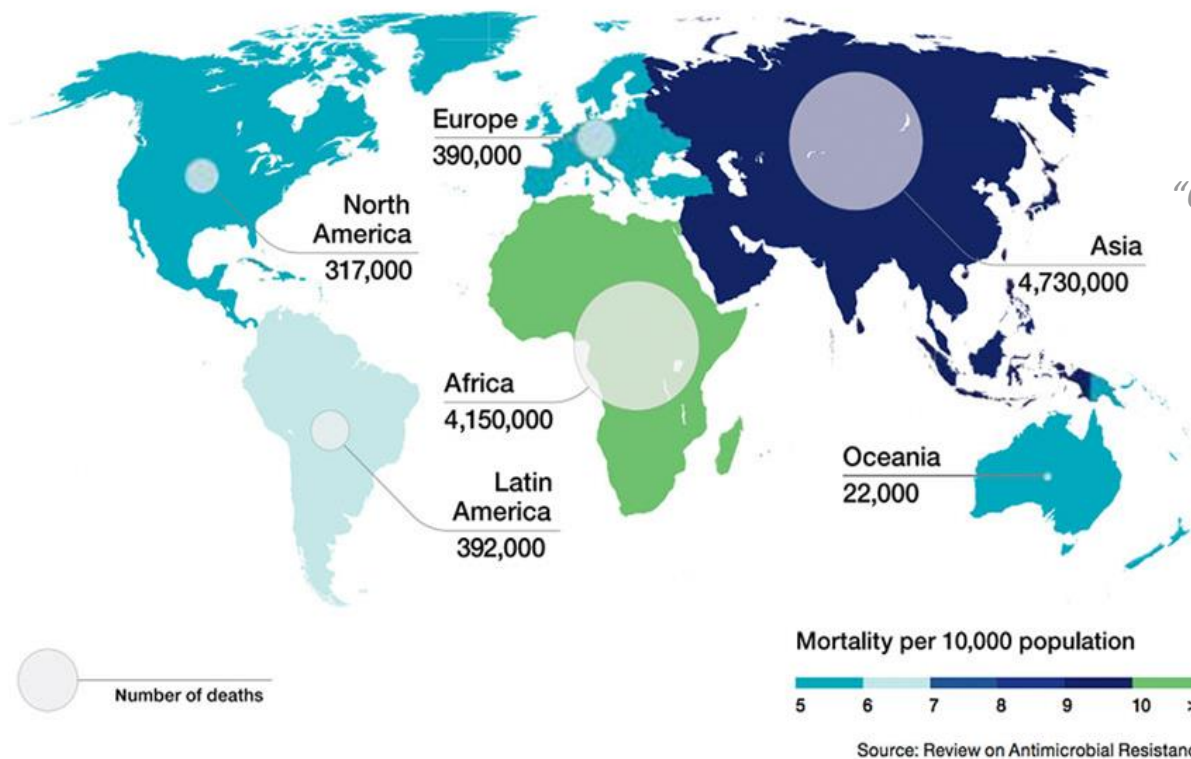 Europe
390,000
North
America
317,000
Asia
4,730,000
Africa
4,150,000
Latin
America
392,000
Oceania
22,000
Number of deaths
Mortality per 10,000 population
5 6 7 8 9 10 >
Source: Review on Antimicrobial Resistanc